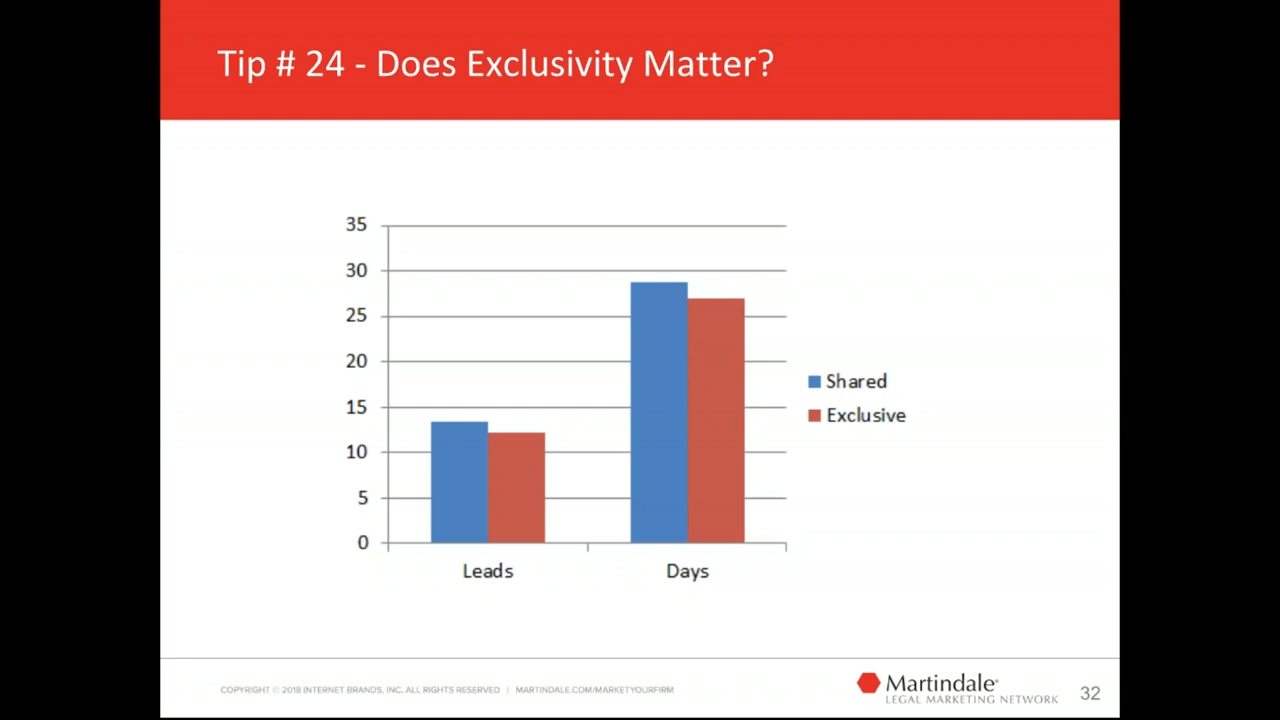 Tip # 24 - Does Exclusivity Matter?
35
30
25
20
15
10
5
0
Leads Days
Shared
Exclusive
COPYRIGHT © 2018 INTERNET BRANDS, INC. ALL RIGHTS RESERVED | MARTINDALE.COM/MARKETYOURFIRM
Martindale®
LEGAL MARKETING NETWORK
32